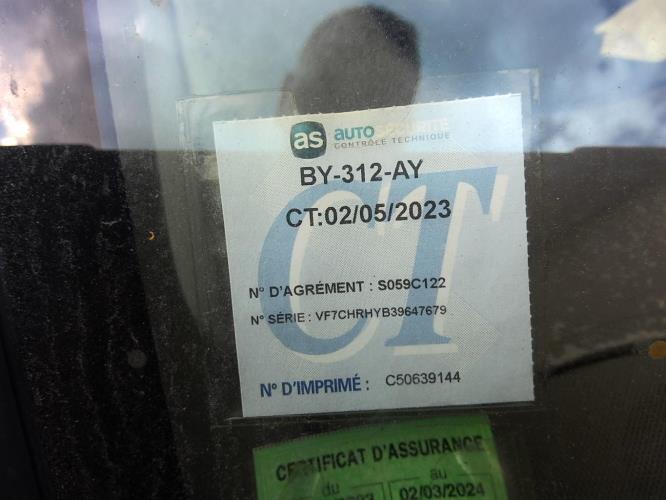 as AUTOSÉCURITÉ
CONTRÔLE TECHNIQUE
BY-312-AY
CT:02/05/2023
CT
N° D'AGRÉMENT : S059C122
N° SÉRIE : VF7CHRHYB39647679
N° D'IMPRIMÉ : C50639144
CERTIFICAT D'ASSURANCE
du au
02/03/2024